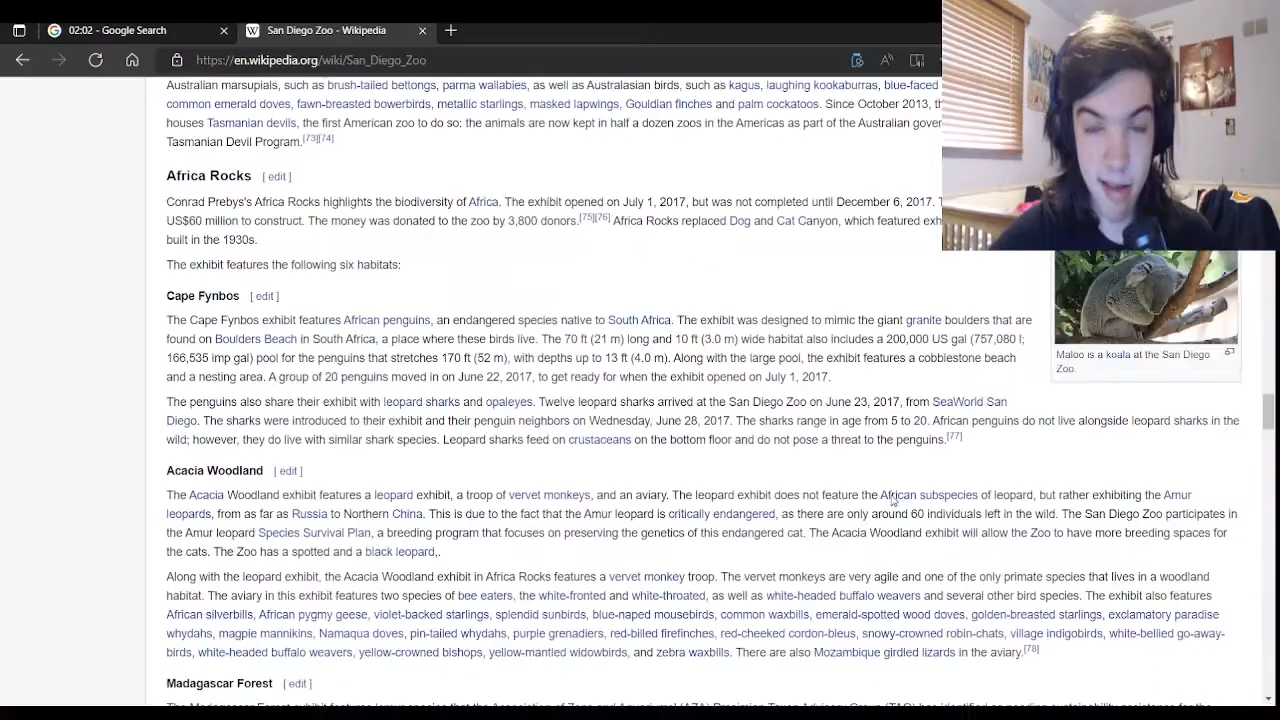 02:02 - Google Search
San Diego Zoo - Wikipedia
https://en.wikipedia.org/wiki/San_Diego_Zoo
Australian marsupials, such as brush-tailed bettongs, parma wallabies, as well as Australasian birds, such as kagus, laughing kookaburras, blue-faced
common emerald doves, fawn-breasted bowerbirds, metallic starlings, masked lapwings, Gouldian finches and palm cockatoos. Since October 2013,
houses Tasmanian devils, the first American zoo to do so: the animals are now kept in half a dozen zoos in the Americas as part of the Australian
Tasmanian Devil Program.[73][74]
Africa Rocks [ edit ]
Conrad Prebys's Africa Rocks highlights the biodiversity of Africa. The exhibit opened on July 1, 2017, but was not completed until December 6, 2017.
US$60 million to construct. The money was donated to the zoo by 3,800 donors.[75][76] Africa Rocks replaced Dog and Cat Canyon, which featured
built in the 1930s.
The exhibit features the following six habitats:
Cape Fynbos [ edit ]
The Cape Fynbos exhibit features African penguins, an endangered species native to South Africa. The exhibit was designed to mimic the giant granite boulders that are
found on Boulders Beach in South Africa, a place where these birds live. The 70 ft (21 m) long and 10 ft (3.0 m) wide habitat also includes a 200,000 US gal (757,080 l;
166,535 imp gal) pool for the penguins that stretches 170 ft (52 m), with depths up to 13 ft (4.0 m). Along with the large pool, the exhibit features a cobblestone beach
and a nesting area. A group of 20 penguins moved in on June 22, 2017, to get ready for when the exhibit opened on July 1, 2017.
Maloo is a koala at the San Diego
Zoo.
The penguins also share their exhibit with leopard sharks and opaleyes. Twelve leopard sharks arrived at the San Diego Zoo on June 23, 2017, from SeaWorld San
Diego. The sharks were introduced to their exhibit and their penguin neighbors on Wednesday, June 28, 2017. The sharks range in age from 5 to 20. African penguins do not live alongside leopard sharks in the
wild; however, they do live with similar shark species. Leopard sharks feed on crustaceans on the bottom floor and do not pose a threat to the penguins.[77]
Acacia Woodland [ edit ]
The Acacia Woodland exhibit features a leopard exhibit, a troop of vervet monkeys, and an aviary. The leopard exhibit does not feature the African subspecies of leopard, but rather exhibiting the Amur
leopards, from as far as Russia to Northern China. This is due to the fact that the Amur leopard is critically endangered, as there are only around 60 individuals left in the wild. The San Diego Zoo participates in
the Amur leopard Species Survival Plan, a breeding program that focuses on preserving the genetics of this endangered cat. The Acacia Woodland exhibit will allow the Zoo to have more breeding spaces for
the cats. The Zoo has a spotted and a black leopard,.
Along with the leopard exhibit, the Acacia Woodland exhibit in Africa Rocks features a vervet monkey troop. The vervet monkeys are very agile and one of the only primate species that lives in a woodland
habitat. The aviary in this exhibit features two species of bee eaters, the white-fronted and white-throated, as well as white-headed buffalo weavers and several other bird species. The exhibit also features
African silverbills, African pygmy geese, violet-backed starlings, splendid sunbirds, blue-naped mousebirds, common waxbills, emerald-spotted wood doves, golden-breasted starlings, exclamatory paradise
whydahs, magpie mannikins, Namaqua doves, pin-tailed whydahs, purple grenadiers, red-billed firefinches, red-cheeked cordon-bleus, snowy-crowned robin-chats, village indigobirds, white-bellied go-away-
birds, white-headed buffalo weavers, yellow-crowned bishops, yellow-mantled widowbirds, and zebra waxbills. There are also Mozambique girdled lizards in the aviary.[78]
Madagascar Forest [ edit ]